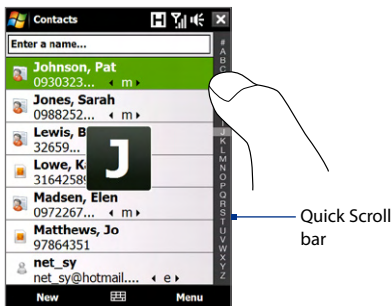 Contacts
H
Enter a name...
Johnson, Pat
0930323... m
Jones, Sarah
0988252... m
Lewis, B
32659...
Lowe, K
3164258
J
Madsen, Elen
0972267... m
Matthews, Jo
97864351
net_sy
net_sy@hotmail.... e
New
Menu
#
A
B
C
J
K
L
M
N
O
P
Q
R
S
T
U
V
W
X
Y
Z
Quick Scroll
bar